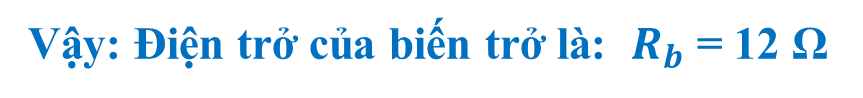 Vậy: Điện trở của biến trở là: R_b = 12 Ω